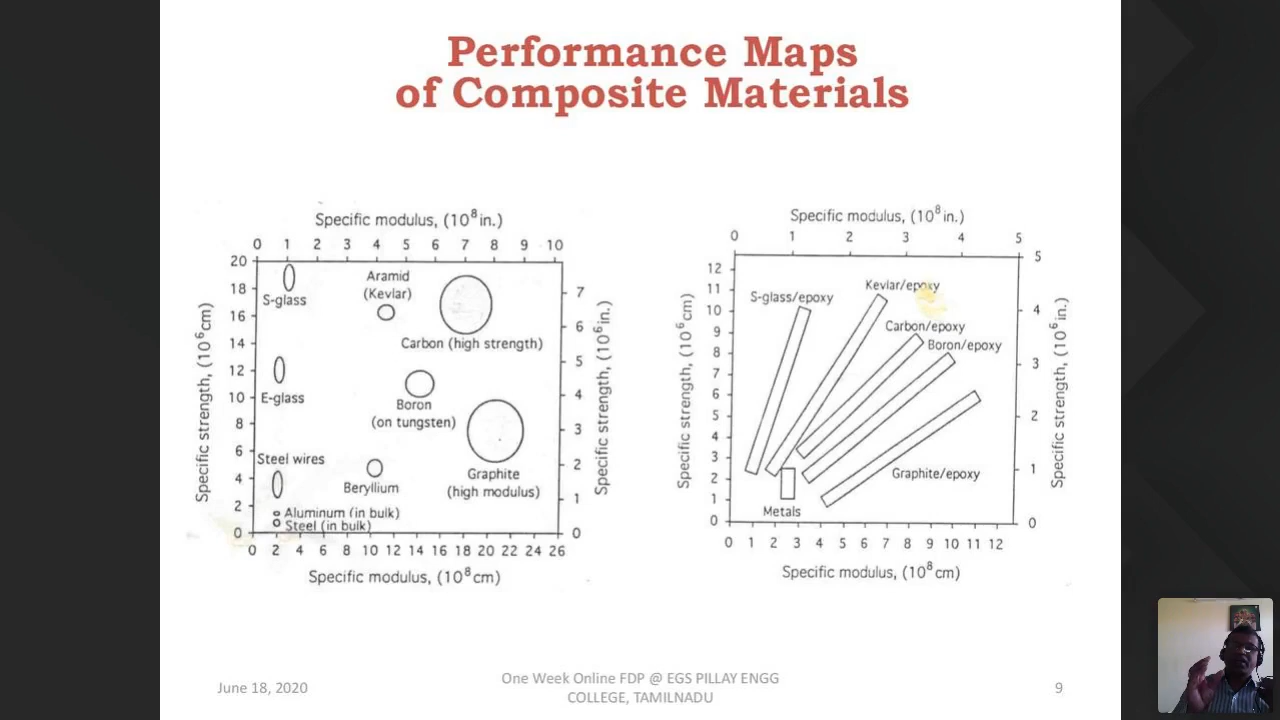 Performance Maps
of Composite Materials
Specific modulus, (10⁸in.)
0 1 2 3 4 5 6 7 8 9 10
20
18
16
14
12
10
8
6
4
2
0
Specific strength, (10⁶cm)
S-glass
Aramid
(Kevlar)
Carbon (high strength)
E-glass
Boron
(on tungsten)
Steel wires
Beryllium
Graphite
(high modulus)
Aluminum (in bulk)
Steel (in bulk)
7
6
5
4
3
2
1
0
Specific strength, (10⁶in.)
0 2 4 6 8 10 12 14 16 18 20 22 24 26
Specific modulus, (10⁸cm)
Specific modulus, (10⁸in.)
0 1 2 3 4 5
12
11
10
9
8
7
6
5
4
3
2
1
0
Specific strength, (10⁶cm)
Kevlar/epoxy
S-glass/epoxy
Carbon/epoxy
Boron/epoxy
Graphite/epoxy
Metals
5
4
3
2
1
0
Specific strength, (10⁶in.)
0 1 2 3 4 5 6 7 8 9 10 11 12
Specific modulus, (10⁸cm)
June 18, 2020
One Week Online FDP @ EGS PILLAY ENGG
COLLEGE, TAMILNADU
9